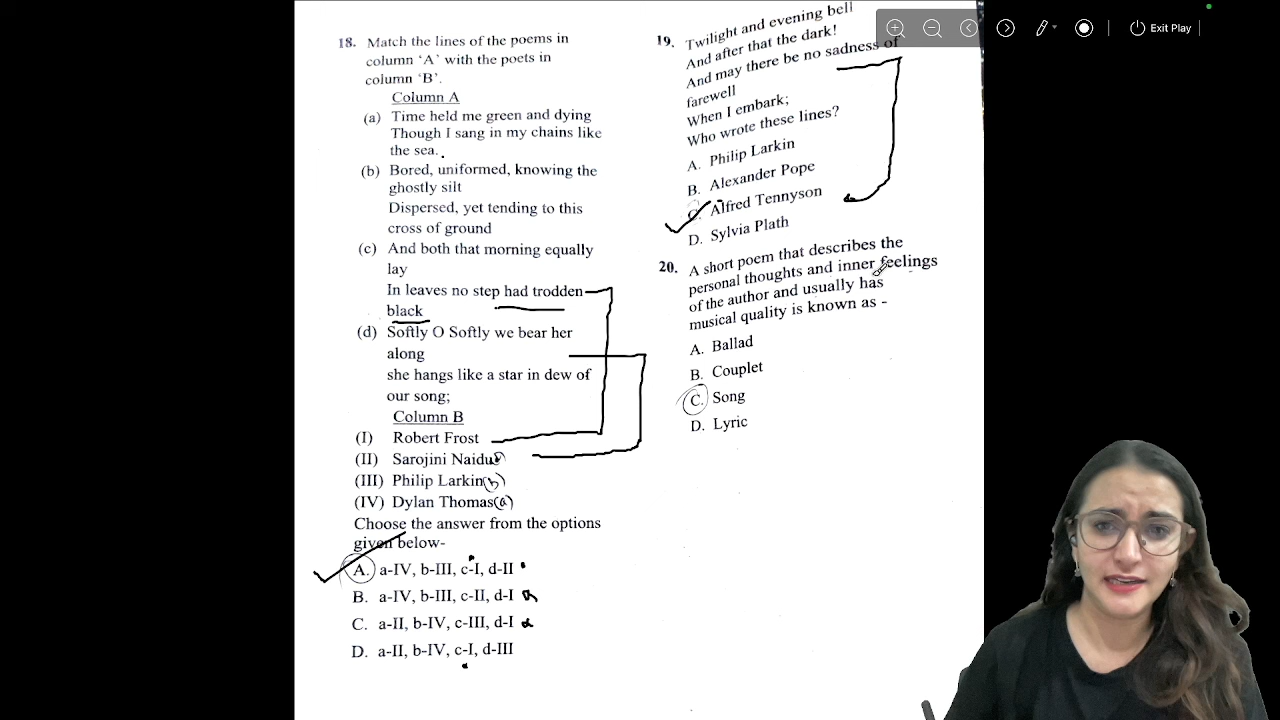 18. Match the lines of the poems in
column 'A' with the poets in
column 'B'.
Column A
(a) Time held me green and dying
Though I sang in my chains like
the sea.
(b) Bored, uniformed, knowing the
ghostly silt
Dispersed, yet tending to this
cross of ground
(c) And both that morning equally
lay
In leaves no step had trodden
black
(d) Softly O Softly we bear her
along
she hangs like a star in dew of
our song;
Column B
(I) Robert Frost
(II) Sarojini Naidu
(III) Philip Larkin (b)
(IV) Dylan Thomas (a)
Choose the answer from the options
given below-
A. a-IV, b-III, c-I, d-II
B. a-IV, b-III, c-II, d-I
C. a-II, b-IV, c-III, d-I
D. a-II, b-IV, c-I, d-III
19. Twilight and evening bell
And after that the dark!
And may there be no sadness of
farewell
When I embark;
Who wrote these lines?
A. Philip Larkin
B. Alexander Pope
C. Alfred Tennyson
D. Sylvia Plath
20. A short poem that describes the
personal thoughts and inner feelings
of the author and usually has
musical quality is known as -
A. Ballad
B. Couplet
C. Song
D. Lyric
Exit Play